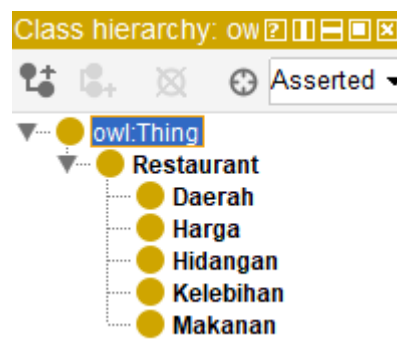 Class hierarchy: ow
Asserted
owl:Thing
Restaurant
Daerah
Harga
Hidangan
Kelebihan
Makanan